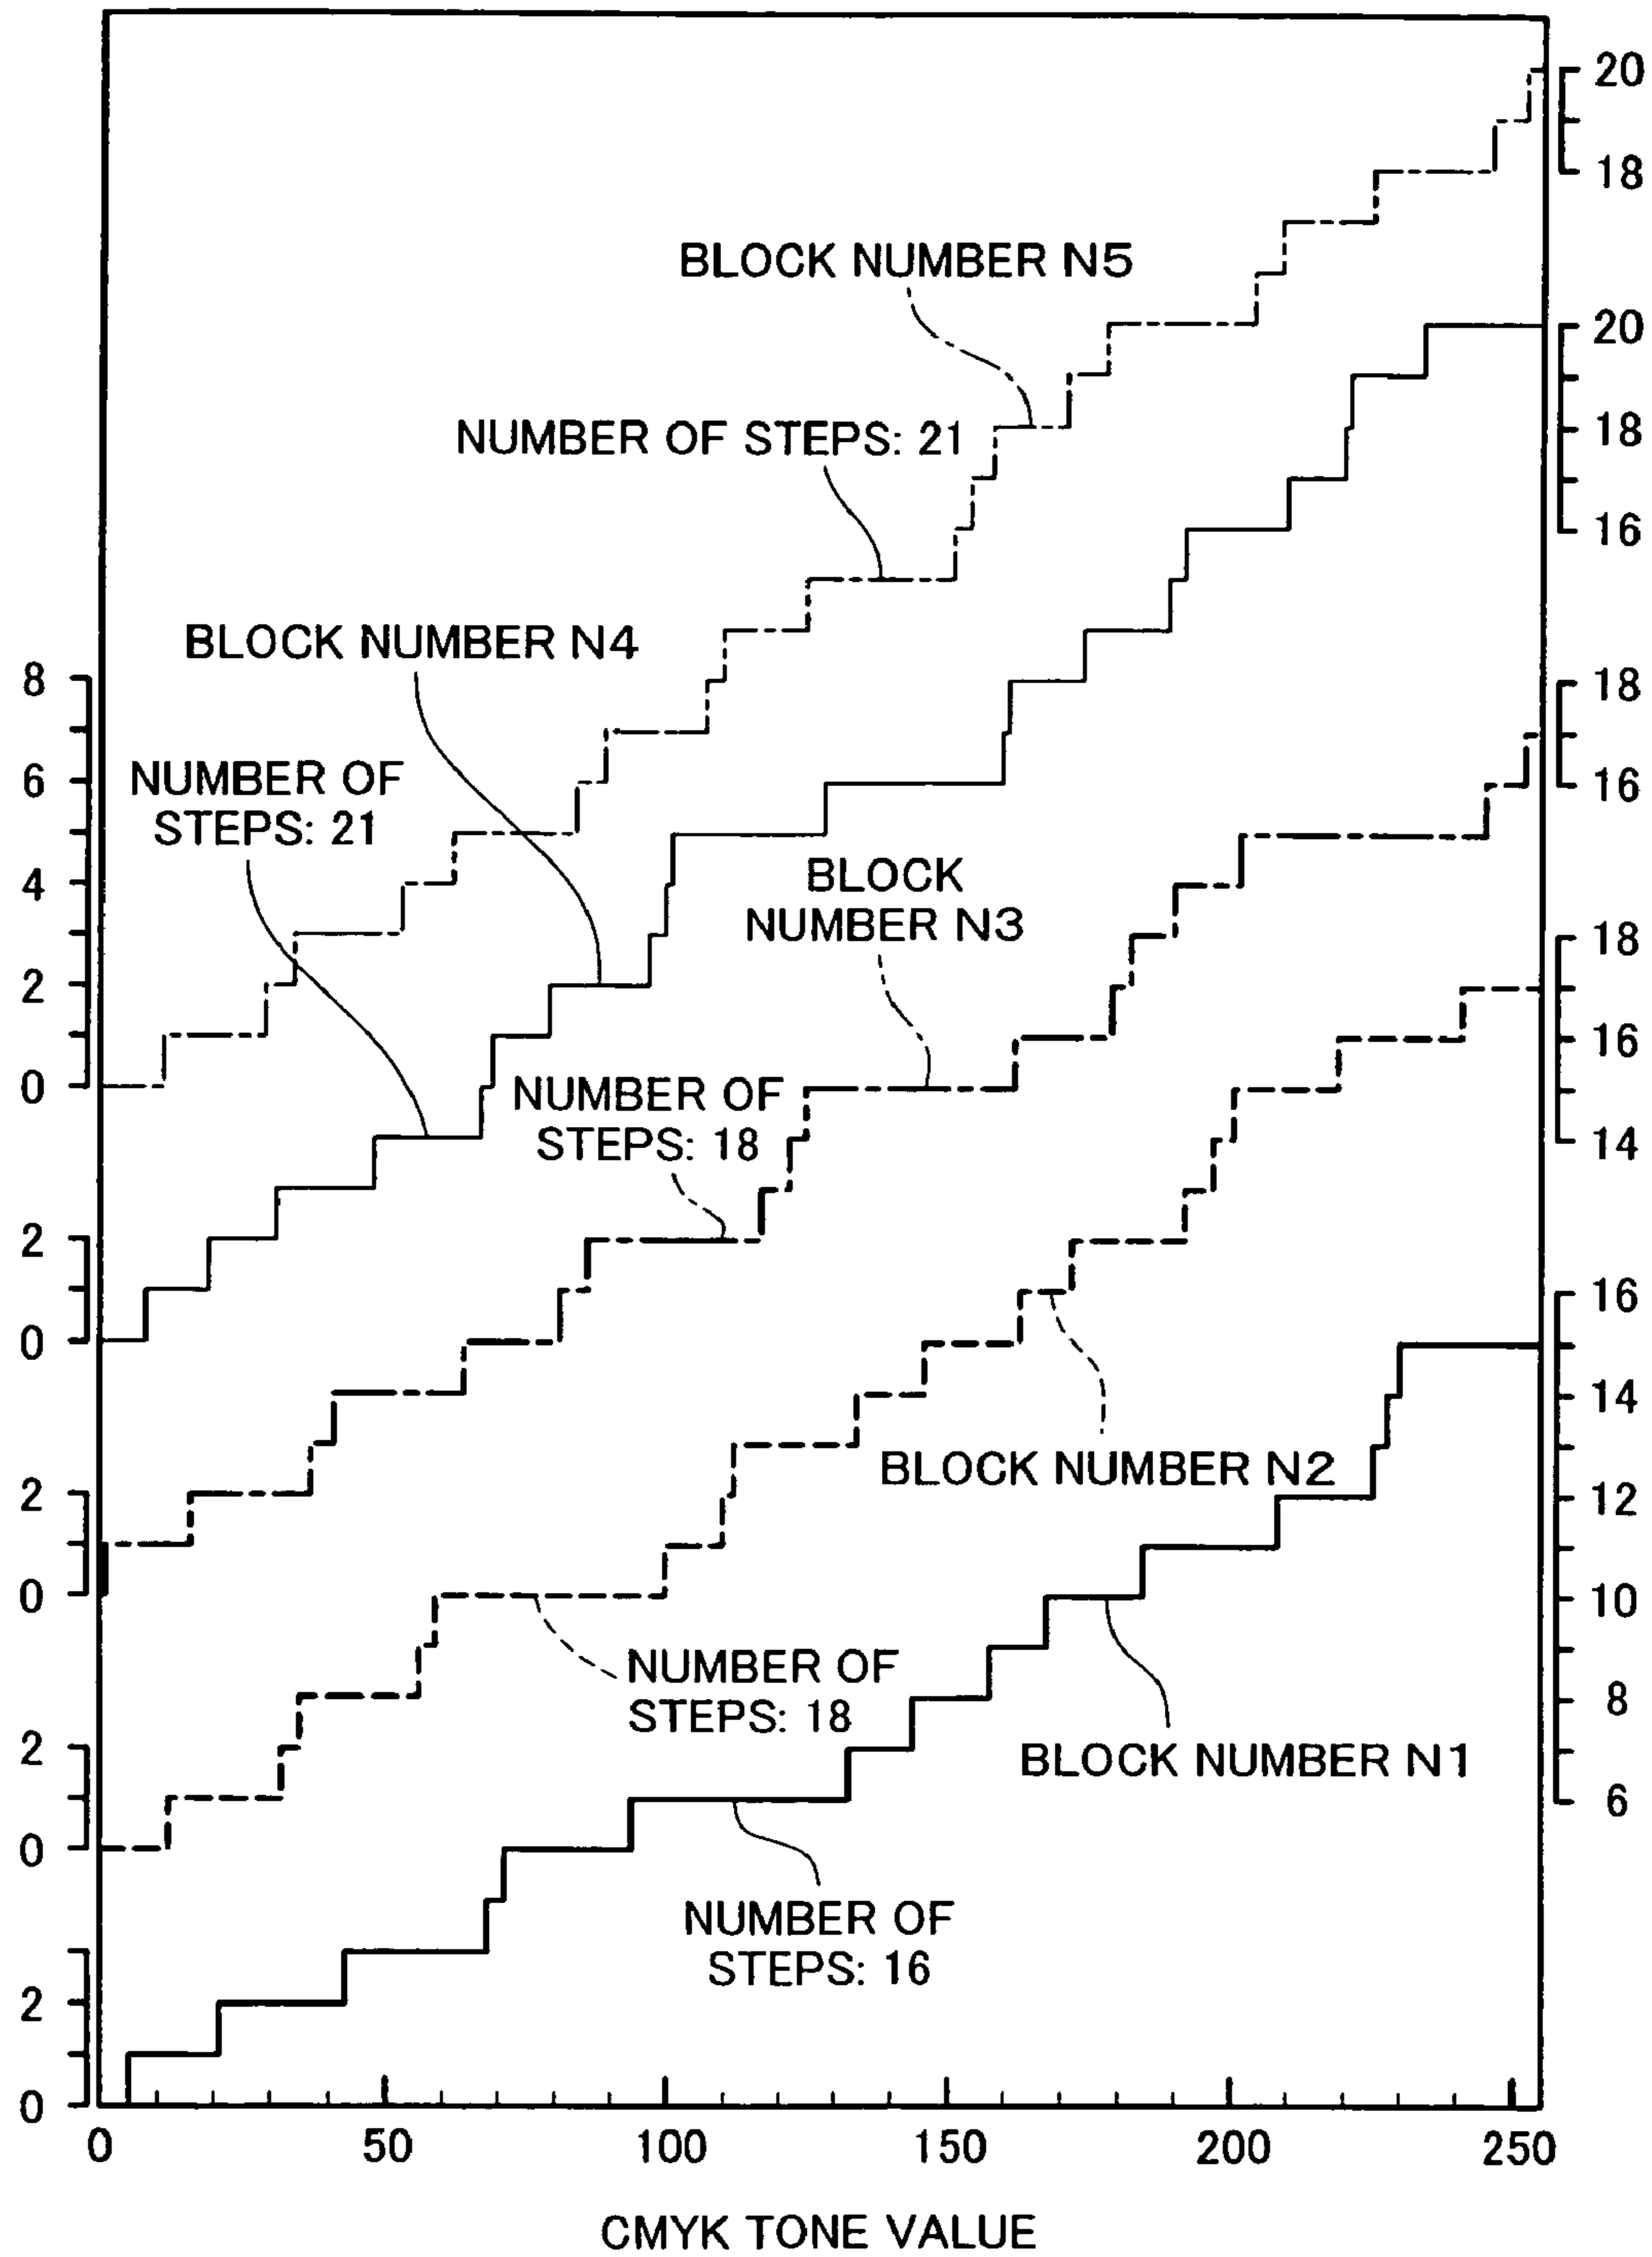 20
18
BLOCK NUMBER N5
20
NUMBER OF STEPS: 21
18
16
BLOCK NUMBER N4
8
18
NUMBER OF
STEPS: 21
6
16
BLOCK
NUMBER N3
4
18
2
16
0
NUMBER OF
STEPS: 18
14
2
16
0
14
BLOCK NUMBER N2
2
12
0
10
NUMBER OF
STEPS: 18
8
2
BLOCK NUMBER N1
6
0
NUMBER OF
STEPS: 16
2
0
0 50 100 150 200 250
CMYK TONE VALUE